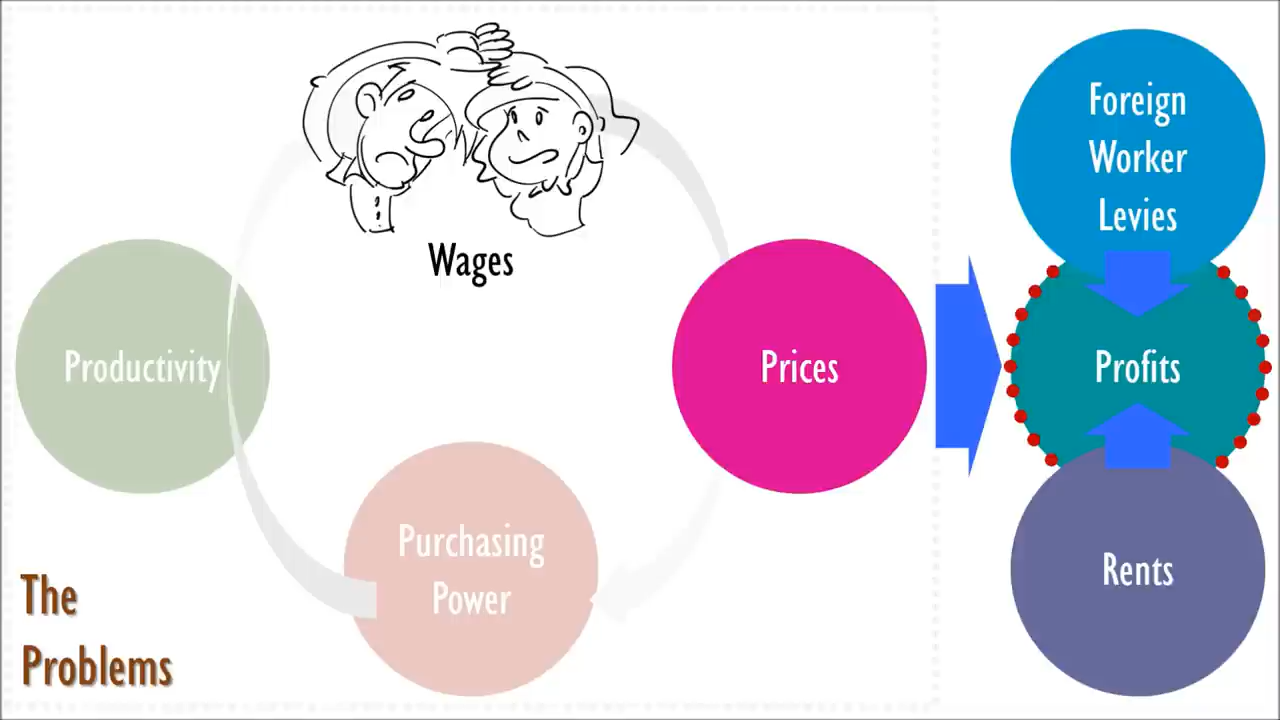 Foreign
Worker
Levies
Wages
Productivity
Prices
Profits
Purchasing
Power
Rents
The
Problems